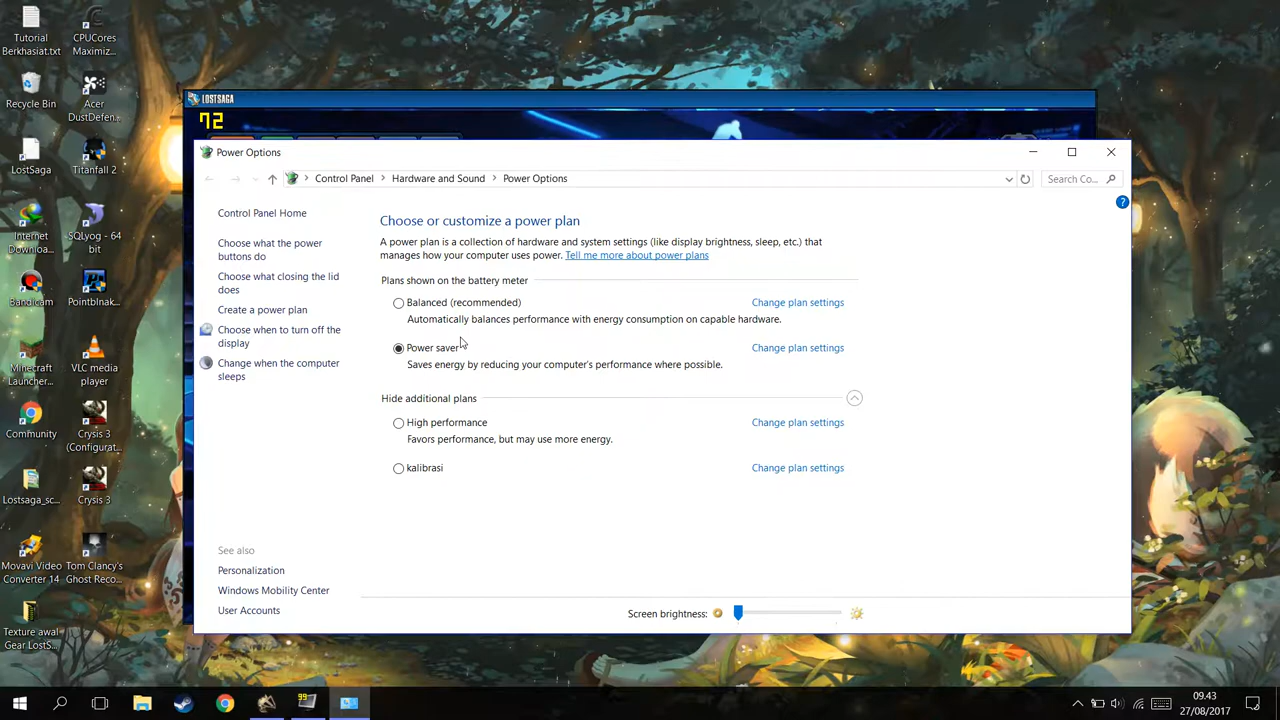 Tutorial
Berkhasiat.txt
CPUCores
Maximiz...
Recycle Bin
Acer
DustDefen...
LostSaga
Titanfall 2
Internet
Downloa...
SQLyog - 64
bit
Bandicam
Pointblnak...
Minecraft
Launcher...
VLC media
player
Community
Crysis 3
(Configurat...
Lostsaga_sc...
Crysis 3
Movavi Video
Converter 14
Tom Clancy's
Ghost Reco...
Texture awal
Gear LostS...
LOSTSAGA
72
Power Options
Control Panel
Hardware and Sound
Power Options
Search Co...
?
Control Panel Home
Choose what the power
buttons do
Choose what closing the lid
does
Create a power plan
Choose when to turn off the
display
Change when the computer
sleeps
See also
Personalization
Windows Mobility Center
User Accounts
Choose or customize a power plan
A power plan is a collection of hardware and system settings (like display brightness, sleep, etc.) that
manages how your computer uses power. Tell me more about power plans
Plans shown on the battery meter
Balanced (recommended)
Change plan settings
Automatically balances performance with energy consumption on capable hardware.
Power saver
Change plan settings
Saves energy by reducing your computer's performance where possible.
Hide additional plans
High performance
Change plan settings
Favors performance, but may use more energy.
kalibrasi
Change plan settings
Screen brightness:
99
09.43
27/08/2017